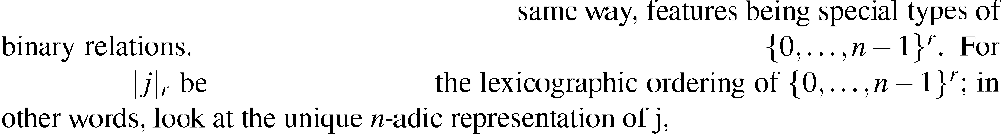 same way, features being special types of
binary relations. {0,...,n−1}^r. For
|j|_r be the lexicographic ordering of {0,...,n−1}^r; in
other words, look at the unique n-adic representation of j,